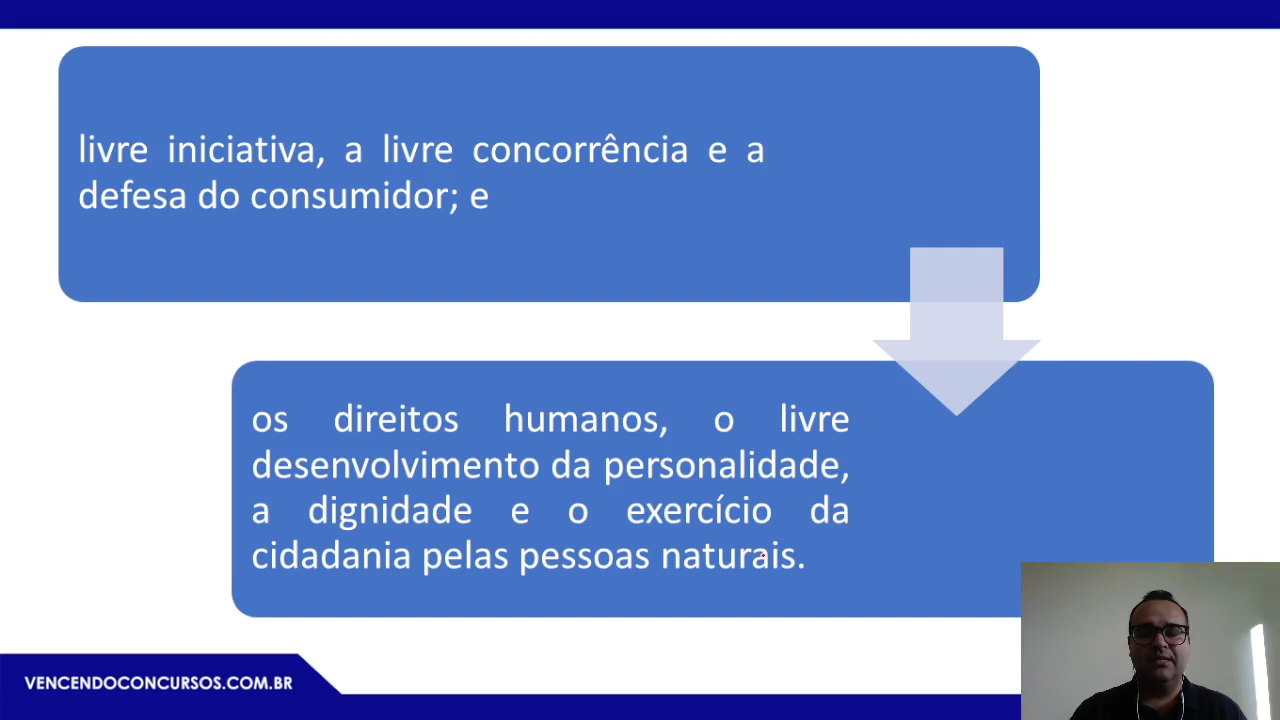 livre iniciativa, a livre concorrência e a
defesa do consumidor; e
os direitos humanos, o livre
desenvolvimento da personalidade,
a dignidade e o exercício da
cidadania pelas pessoas naturais.
VENCENDOCONCURSOS.COM.BR